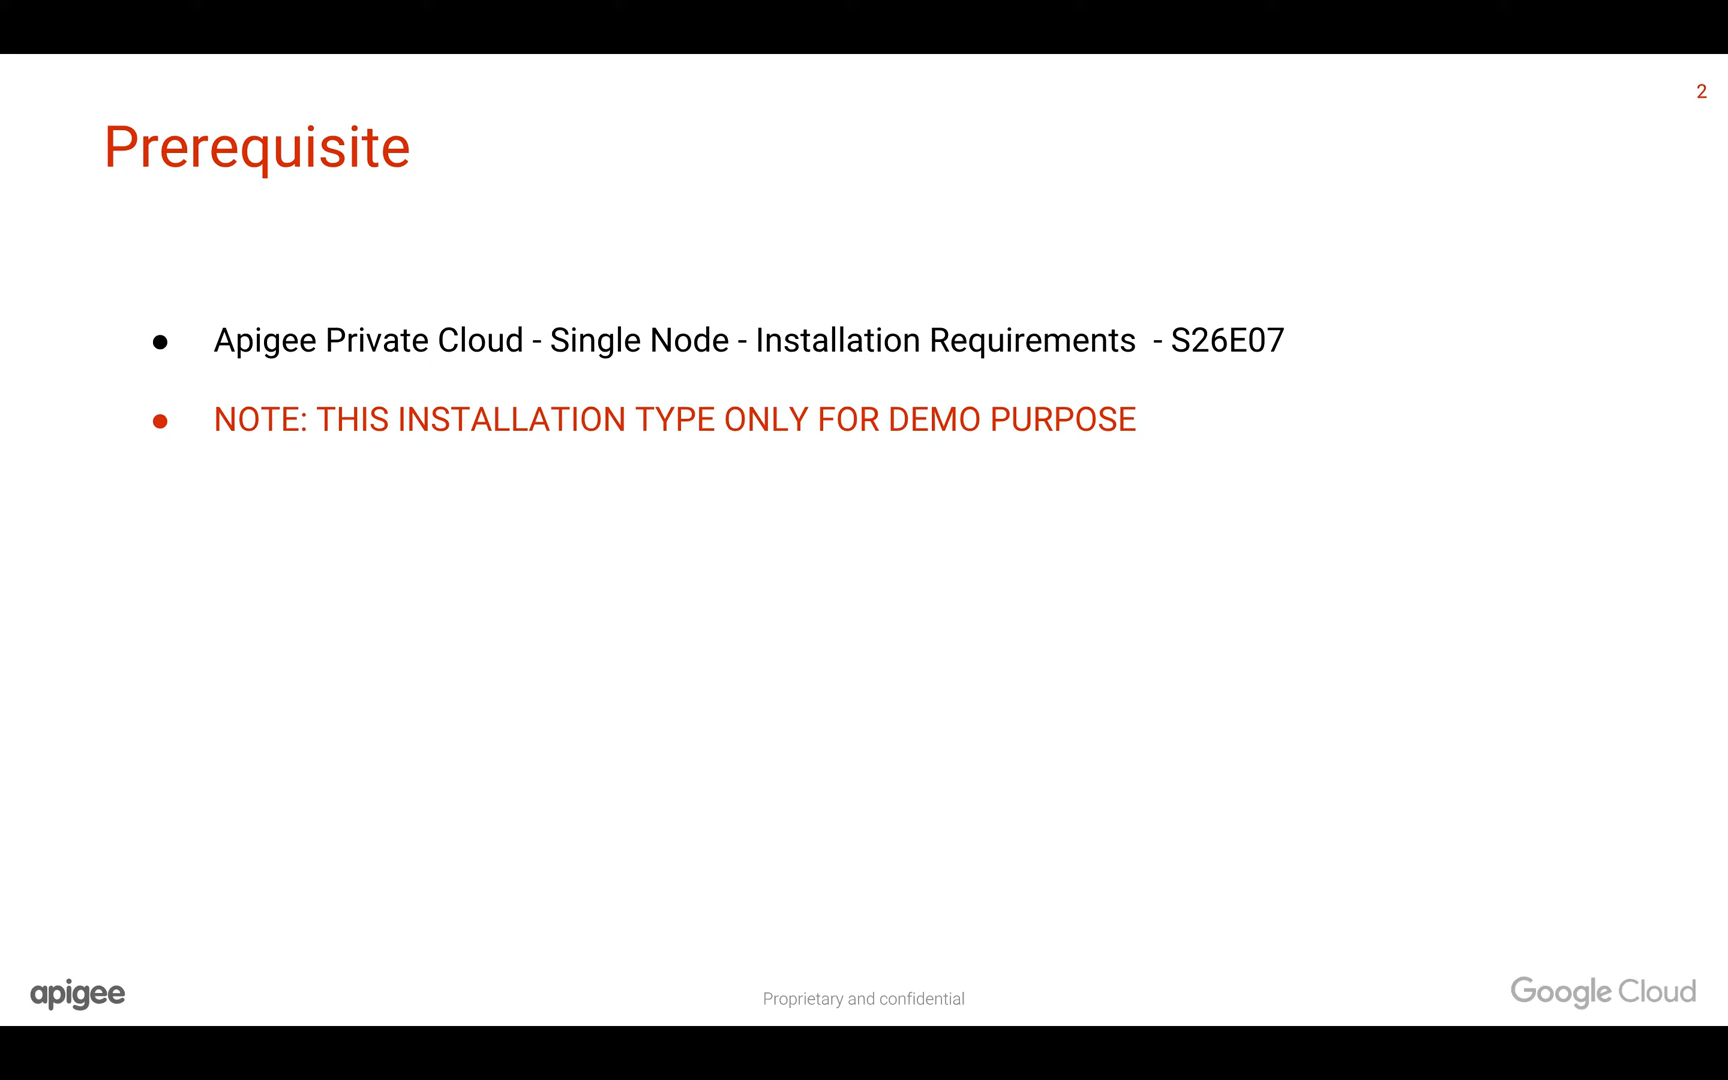 2
Prerequisite
● Apigee Private Cloud - Single Node - Installation Requirements  - S26E07
● NOTE: THIS INSTALLATION TYPE ONLY FOR DEMO PURPOSE
apigee
Proprietary and confidential
Google Cloud